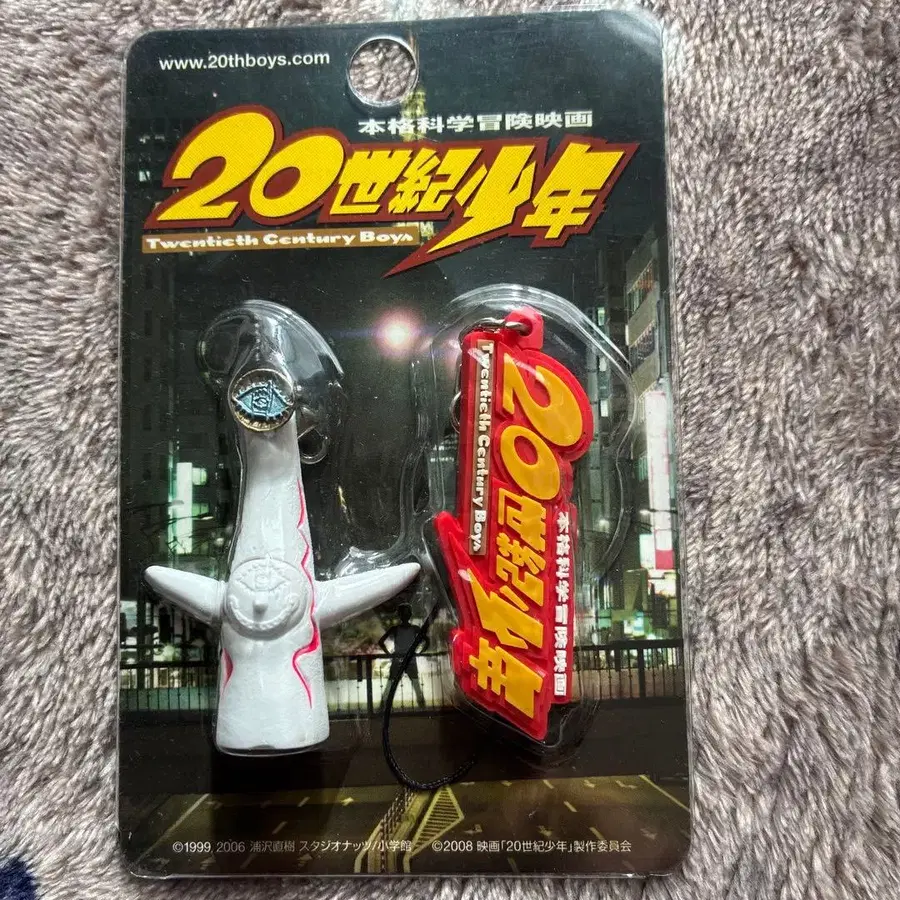 www.20thboys.com
本格科学冒険映画
20世紀少年
Twentieth Century Boys
Twentieth Century Boys
20世紀少年
本格科学冒険映画
©1999, 2006 浦沢直樹 スタジオナッツ/小学館
©2008 映画「20世紀少年」製作委員会